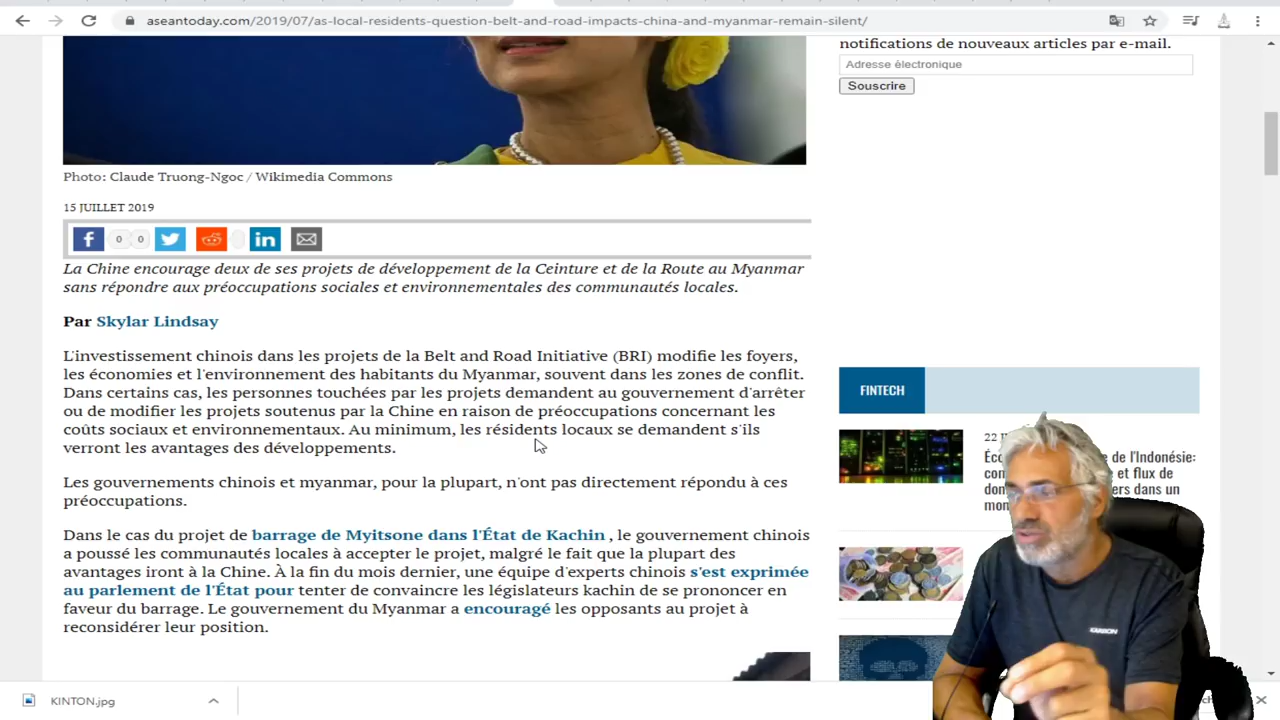 aseantoday.com/2019/07/as-local-residents-question-belt-and-road-impacts-china-and-myanmar-remain-silent/
notifications de nouveaux articles par e-mail.
Adresse électronique
Souscrire
Photo: Claude Truong-Ngoc / Wikimedia Commons
15 JUILLET 2019
0 0
La Chine encourage deux de ses projets de développement de la Ceinture et de la Route au Myanmar
sans répondre aux préoccupations sociales et environnementales des communautés locales.
Par Skylar Lindsay
L'investissement chinois dans les projets de la Belt and Road Initiative (BRI) modifie les foyers,
les économies et l'environnement des habitants du Myanmar, souvent dans les zones de conflit.
Dans certains cas, les personnes touchées par les projets demandent au gouvernement d'arrêter
ou de modifier les projets soutenus par la Chine en raison de préoccupations concernant les
coûts sociaux et environnementaux. Au minimum, les résidents locaux se demandent s'ils
verront les avantages des développements.
Les gouvernements chinois et myanmar, pour la plupart, n'ont pas directement répondu à ces
préoccupations.
Dans le cas du projet de barrage de Myitsone dans l'État de Kachin , le gouvernement chinois
a poussé les communautés locales à accepter le projet, malgré le fait que la plupart des
avantages iront à la Chine. À la fin du mois dernier, une équipe d'experts chinois s'est exprimée
au parlement de l'État pour tenter de convaincre les législateurs kachin de se prononcer en
faveur du barrage. Le gouvernement du Myanmar a encouragé les opposants au projet à
reconsidérer leur position.
FINTECH
22
de l'Indonésie:
et flux de
dans un
KARBON
KINTON.jpg